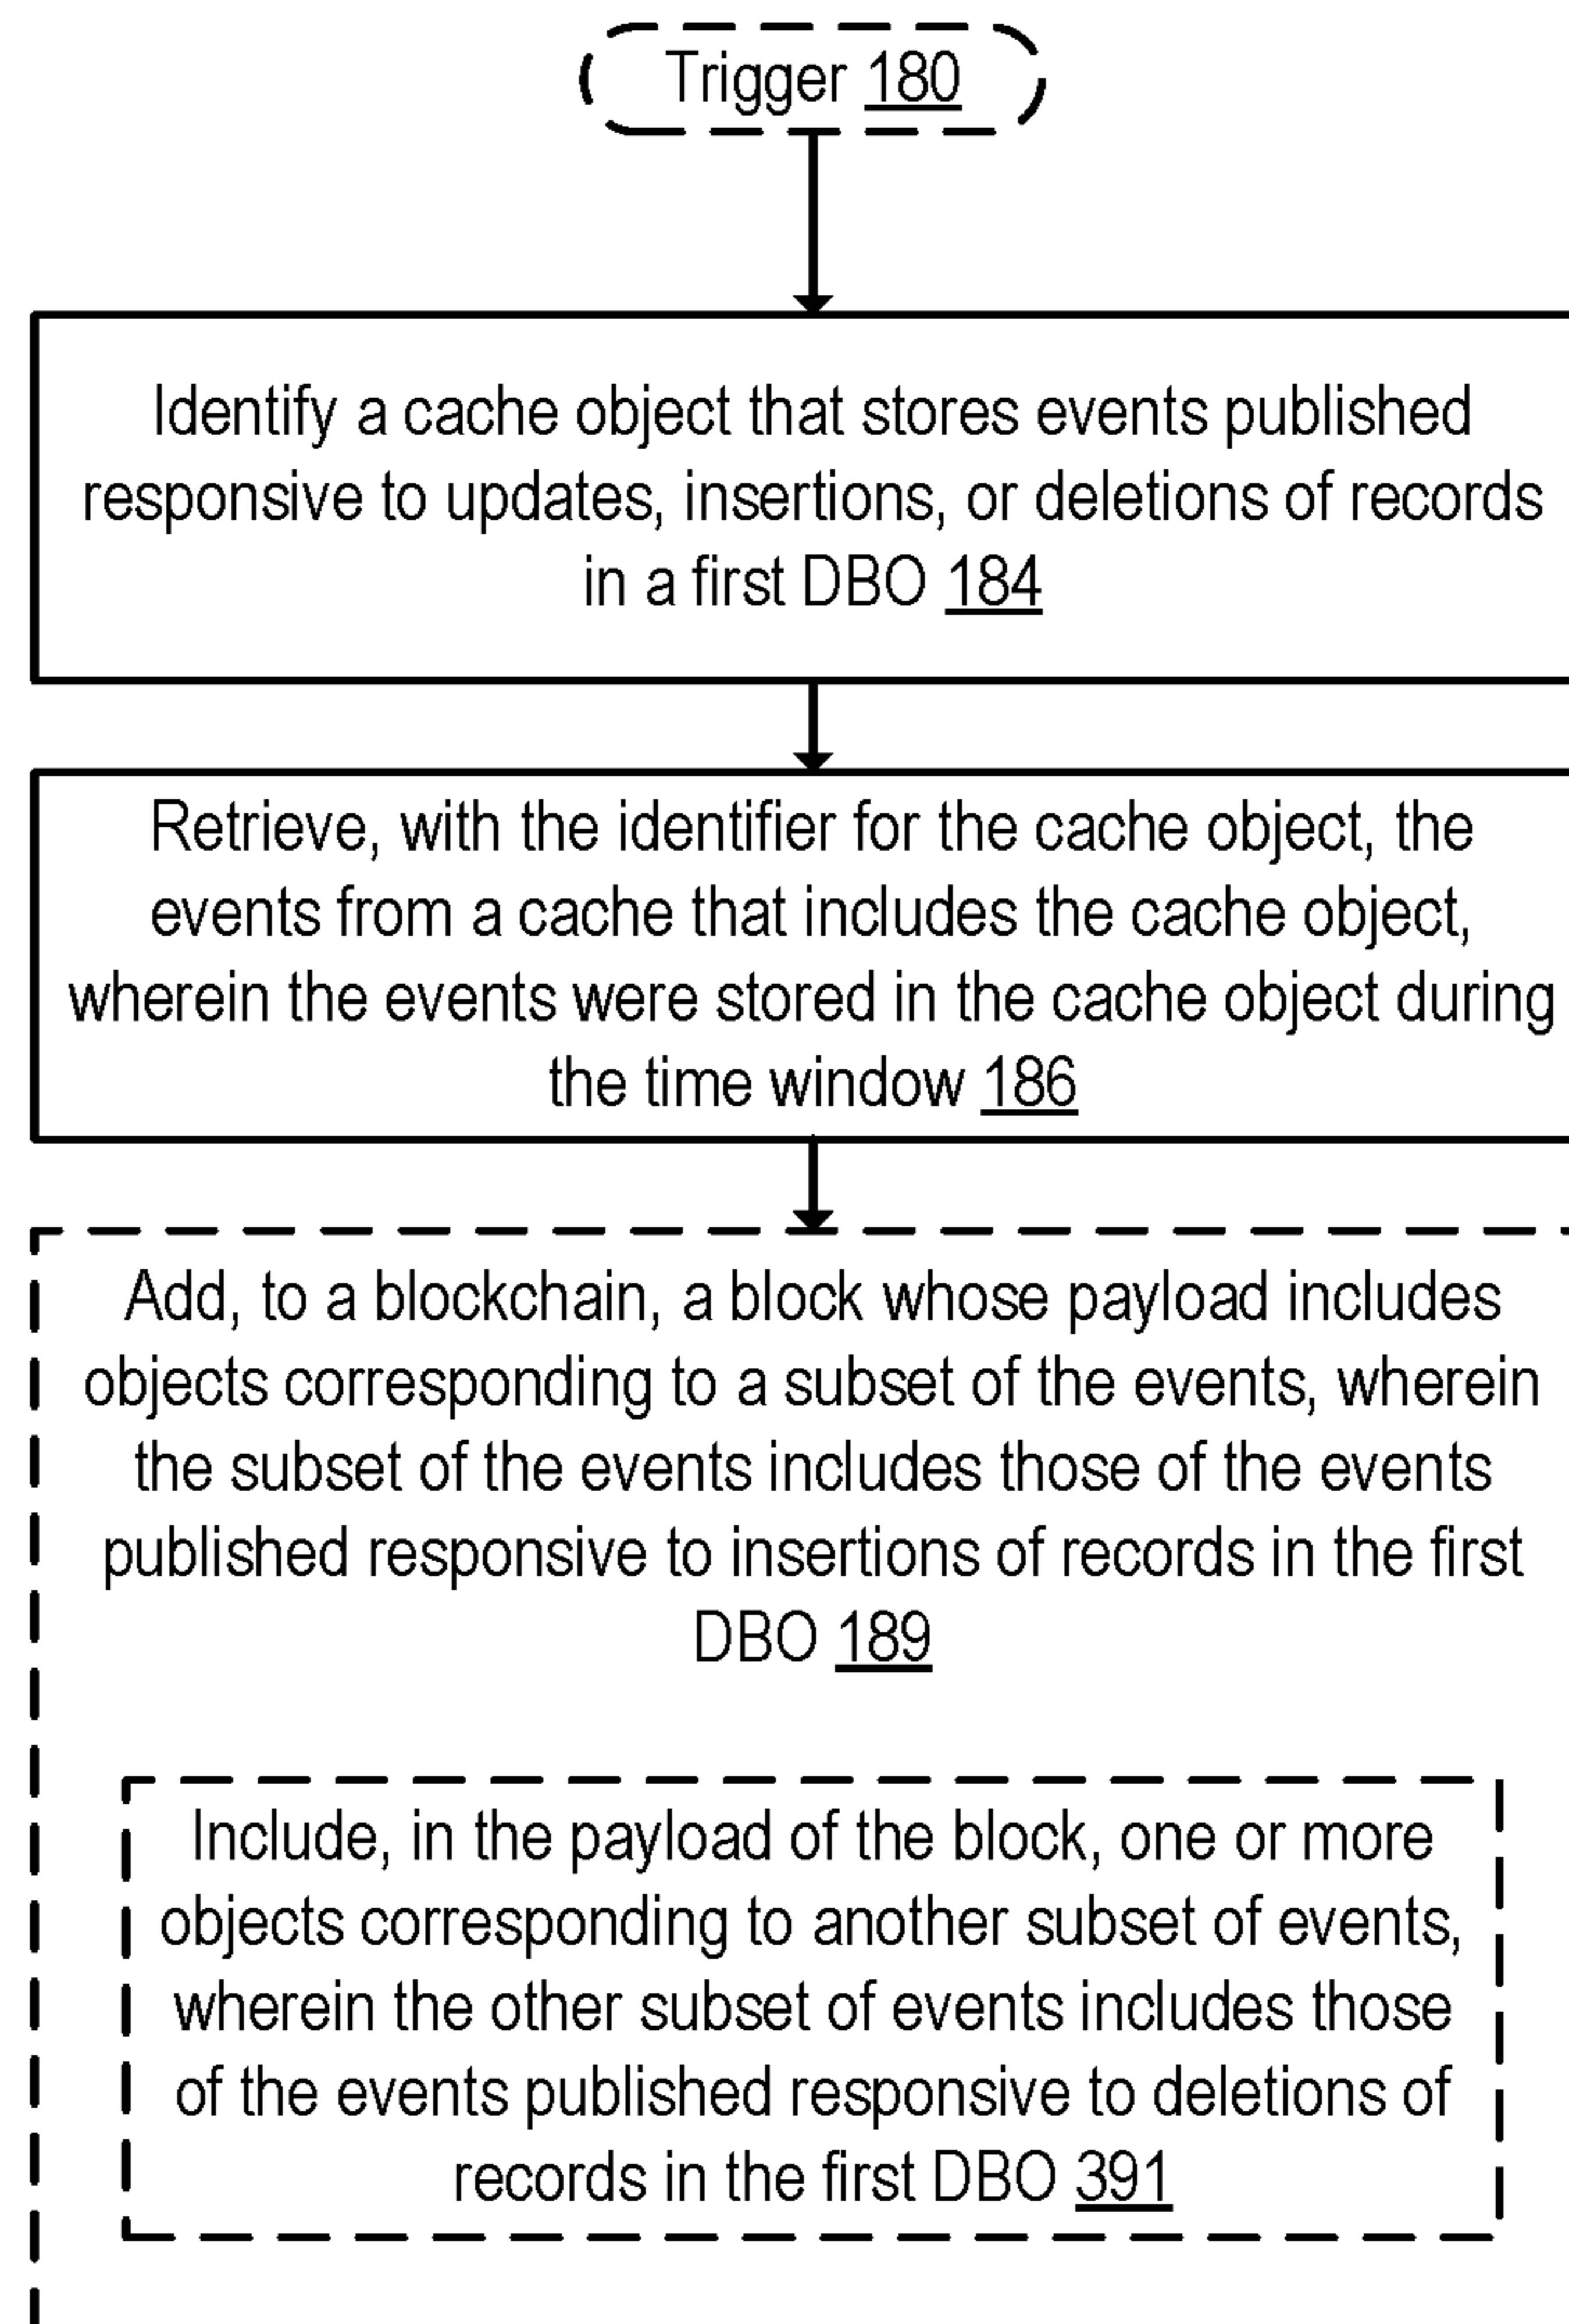 Trigger 180
Identify a cache object that stores events published
responsive to updates, insertions, or deletions of records
in a first DBO 184
Retrieve, with the identifier for the cache object, the
events from a cache that includes the cache object,
wherein the events were stored in the cache object during
the time window 186
Add, to a blockchain, a block whose payload includes
objects corresponding to a subset of the events, wherein
the subset of the events includes those of the events
published responsive to insertions of records in the first
DBO 189
Include, in the payload of the block, one or more
objects corresponding to another subset of events,
wherein the other subset of events includes those
of the events published responsive to deletions of
records in the first DBO 391